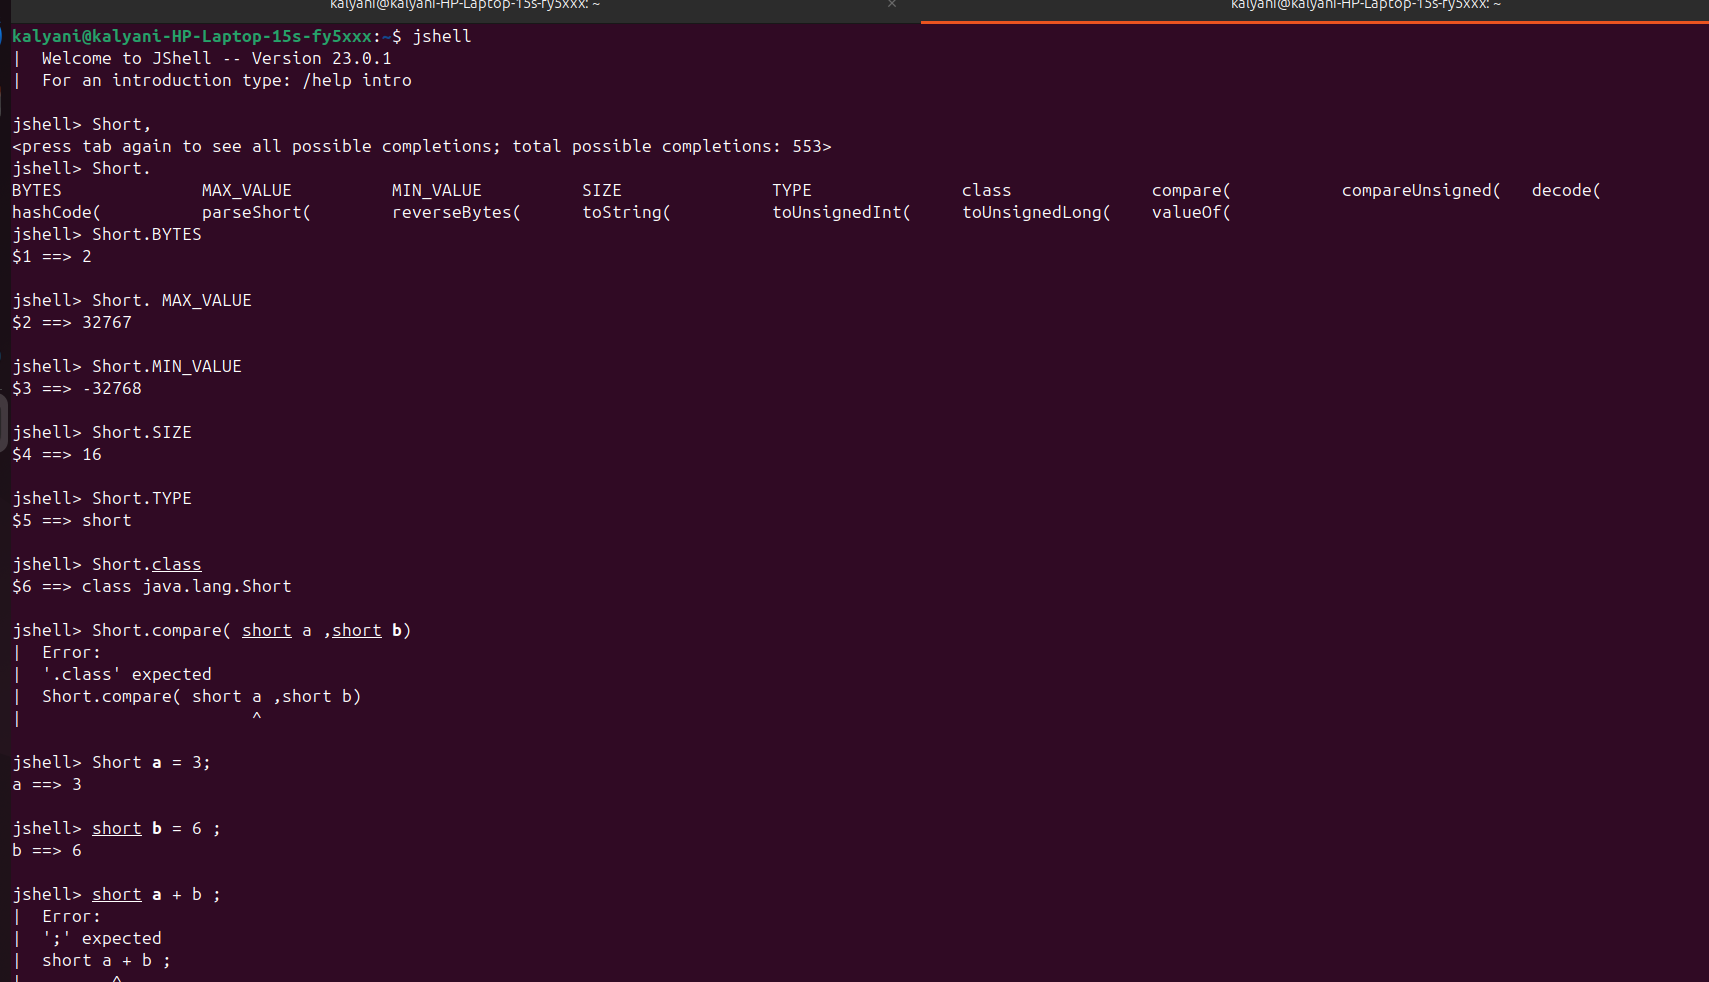 kalyani@kalyani-HP-Laptop-15s-fy5xxx: ~ × kalyani@kalyani-HP-Laptop-15s-fy5xxx: ~
kalyani@kalyani-HP-Laptop-15s-fy5xxx:~$ jshell
|  Welcome to JShell -- Version 23.0.1
|  For an introduction type: /help intro
jshell> Short,
<press tab again to see all possible completions; total possible completions: 553>
jshell> Short.
BYTES              MAX_VALUE          MIN_VALUE          SIZE               TYPE               class              compare(           compareUnsigned(   decode(
hashCode(          parseShort(        reverseBytes(      toString(          toUnsignedInt(     toUnsignedLong(    valueOf(
jshell> Short.BYTES
$1 ==> 2
jshell> Short. MAX_VALUE
$2 ==> 32767
jshell> Short.MIN_VALUE
$3 ==> -32768
jshell> Short.SIZE
$4 ==> 16
jshell> Short.TYPE
$5 ==> short
jshell> Short.class
$6 ==> class java.lang.Short
jshell> Short.compare( short a ,short b)
|  Error:
|  '.class' expected
|  Short.compare( short a ,short b)
|                       ^
jshell> Short a = 3;
a ==> 3
jshell> short b = 6 ;
b ==> 6
jshell> short a + b ;
|  Error:
|  ';' expected
|  short a + b ;
|         ^